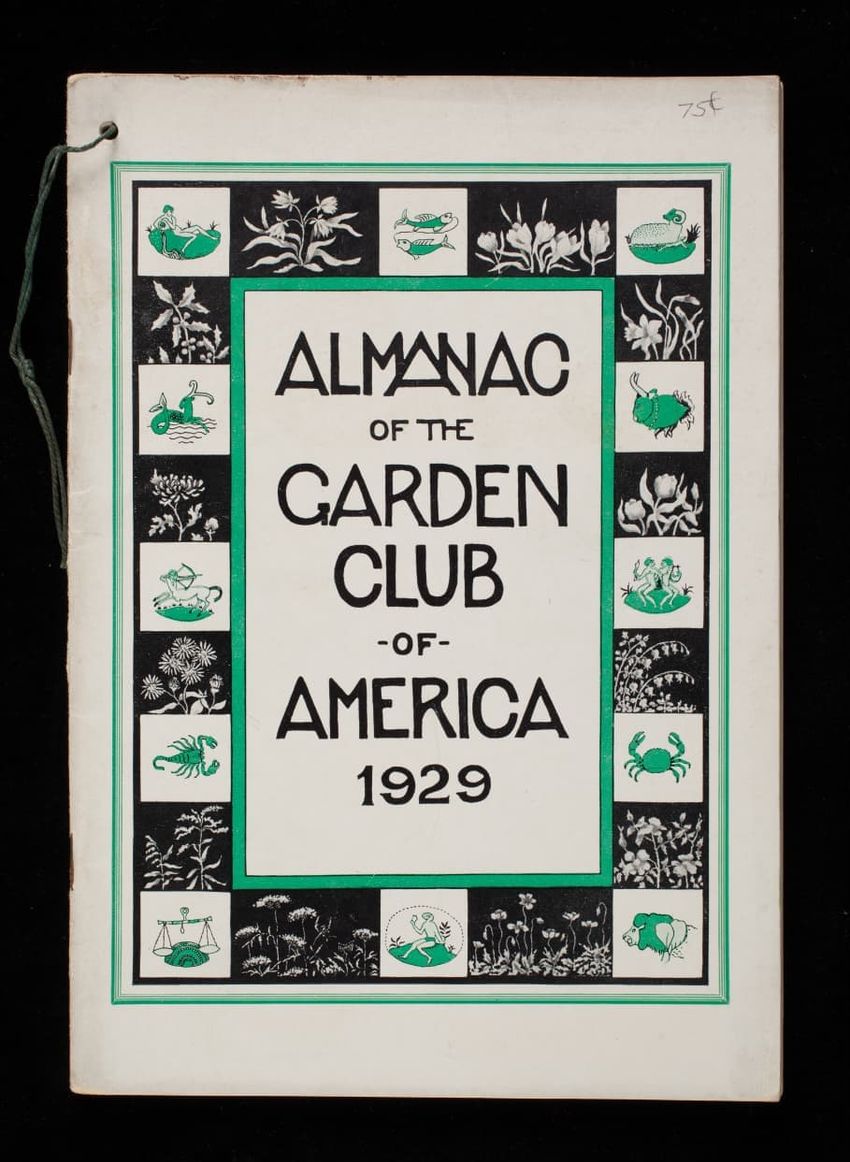 75¢
ALMANAC
OF THE
GARDEN
CLUB
-OF-
AMERICA
1929